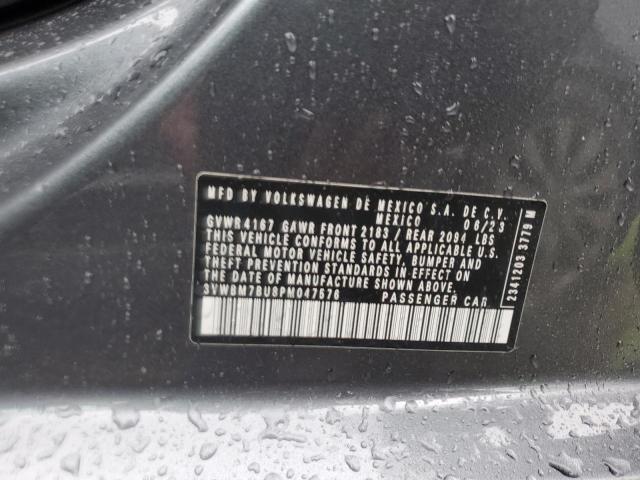 MFD BY VOLKSWAGEN DE MEXICO S.A. DE C.V.
MEXICO 06/23
GVWR 4167 GAWR FRONT 2183 / REAR 2094 LBS
THIS VEHICLE CONFORMS TO ALL APPLICABLE U.S.
FEDERAL MOTOR VEHICLE SAFETY, BUMPER AND
THEFT PREVENTION STANDARDS IN EFFECT ON
THE DATE OF MANUFACTURE SHOWN ABOVE.
PASSENGER CAR
2341203 3779 M